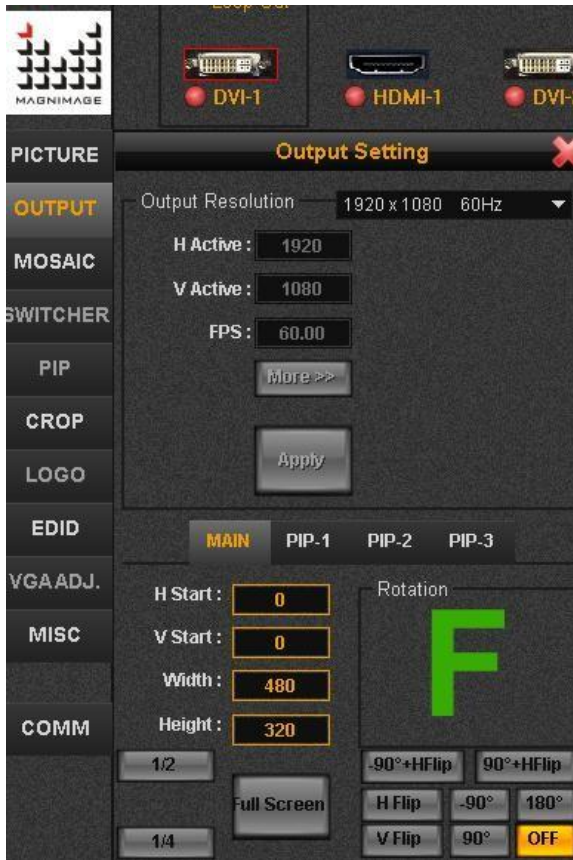 Loop Out
MAGNIMAGE
DVI-1
HDMI-1
DVI-
PICTURE
Output Setting
OUTPUT
Output Resolution
1920 x 1080 60Hz
H Active : 1920
MOSAIC
V Active : 1080
SWITCHER
FPS : 60.00
PIP
More >>
CROP
Apply
LOGO
EDID
MAIN PIP-1 PIP-2 PIP-3
VGA ADJ.
H Start : 0
Rotation
F
MISC
V Start : 0
Width : 480
COMM
Height : 320
1/2
-90°+HFlip 90°+HFlip
Full Screen
H Flip -90° 180°
1/4
V Flip 90° OFF